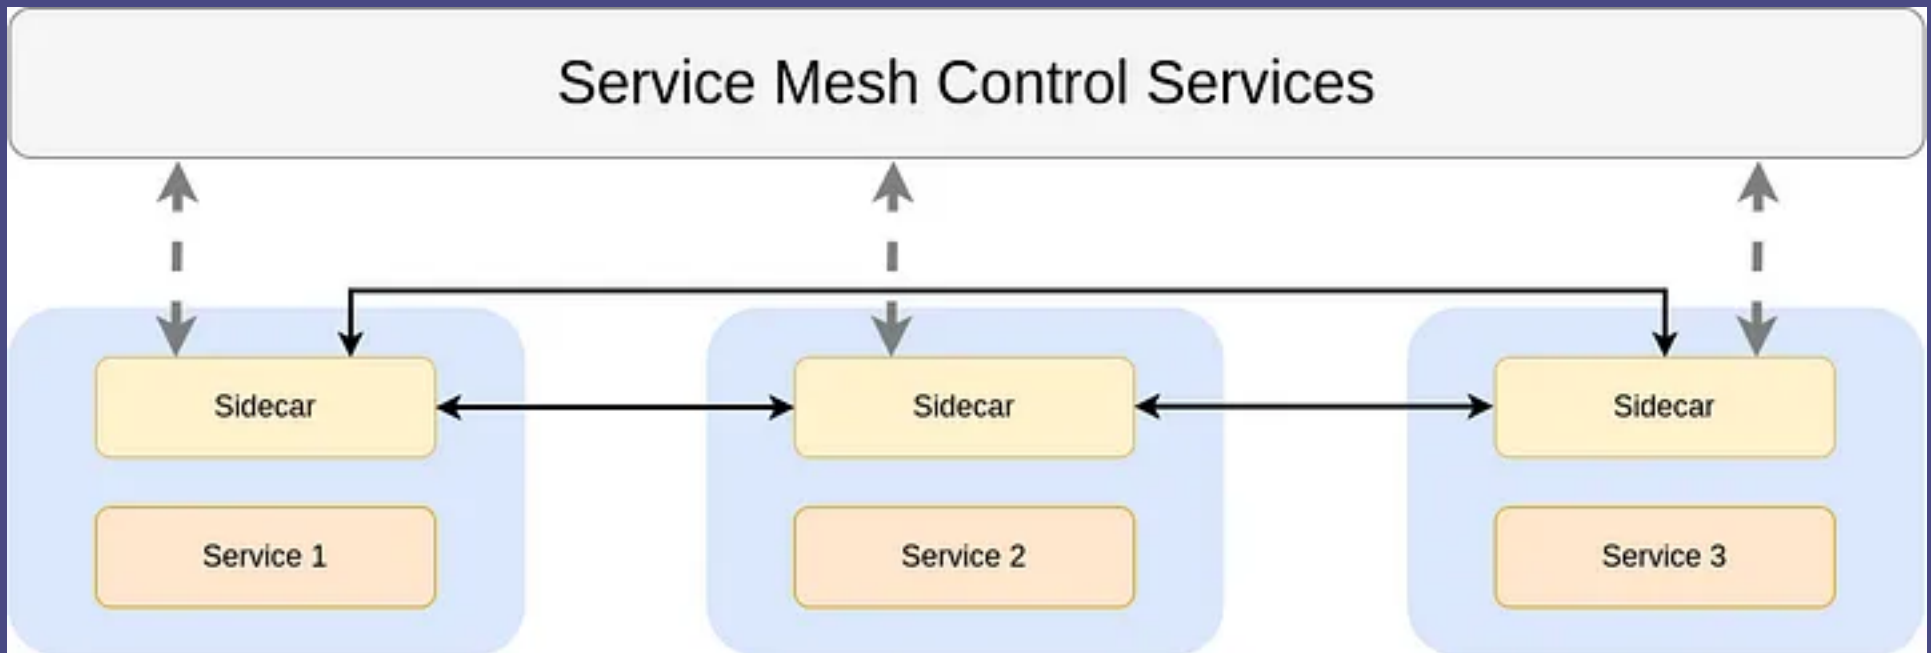 Service Mesh Control Services
Sidecar
Sidecar
Sidecar
Service 1
Service 2
Service 3